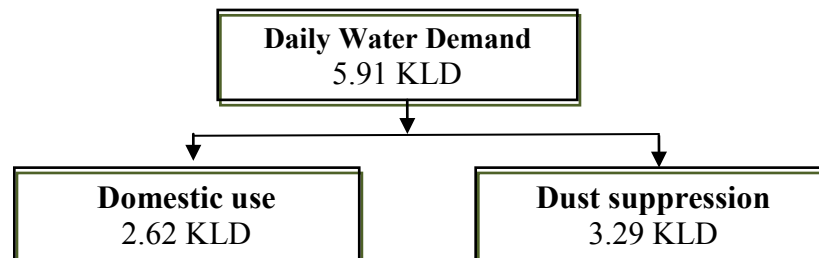 Daily Water Demand
5.91 KLD
Domestic use
2.62 KLD
Dust suppression
3.29 KLD